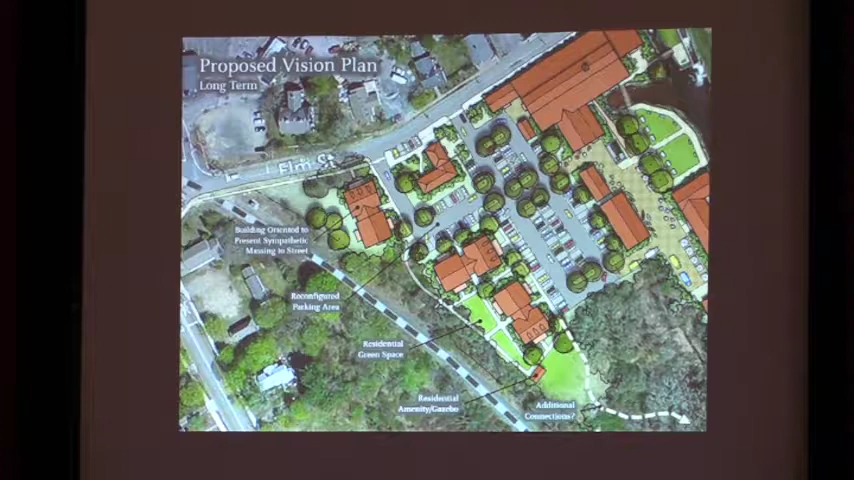 Proposed Vision Plan
Long Term
Elm St
Building Oriented to
Present Sympathetic
Massing to Street
Reconfigured
Parking Area
Residential
Green Space
Residential
Amenity/Gazebo
Additional
Connections?